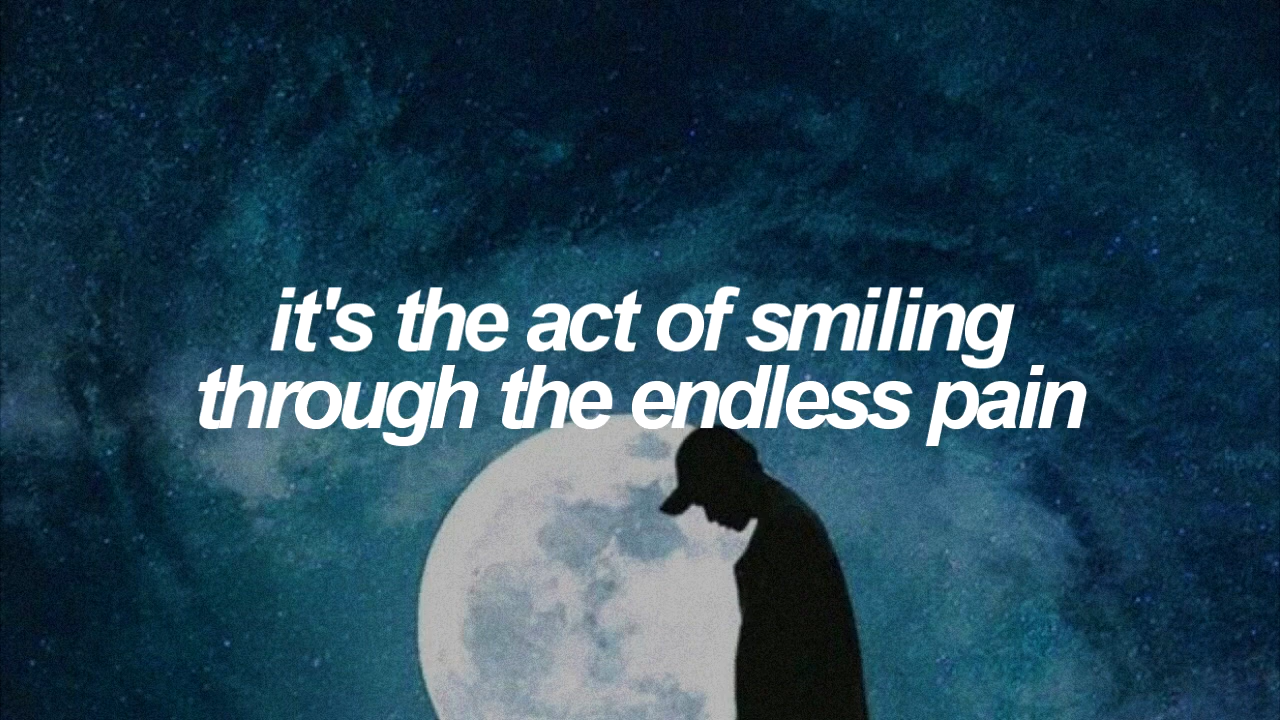 it's the act of smiling
through the endless pain